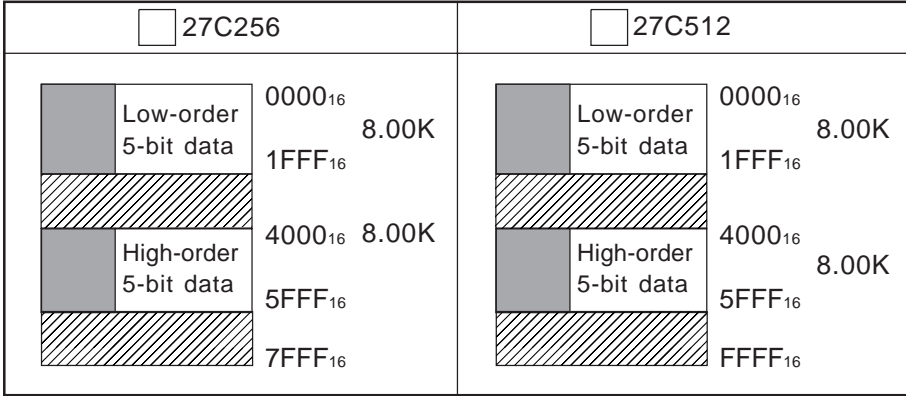 27C256
Low-order
5-bit data
0000₁₆
8.00K
1FFF₁₆
High-order
5-bit data
4000₁₆ 8.00K
5FFF₁₆
7FFF₁₆
27C512
Low-order
5-bit data
0000₁₆
8.00K
1FFF₁₆
High-order
5-bit data
4000₁₆
8.00K
5FFF₁₆
FFFF₁₆